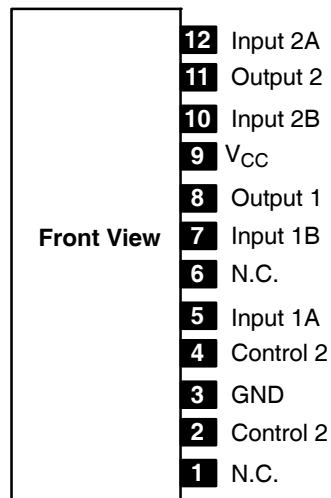 12 Input 2A
11 Output 2
10 Input 2B
9 VCC
8 Output 1
Front View 7 Input 1B
6 N.C.
5 Input 1A
4 Control 2
3 GND
2 Control 2
1 N.C.